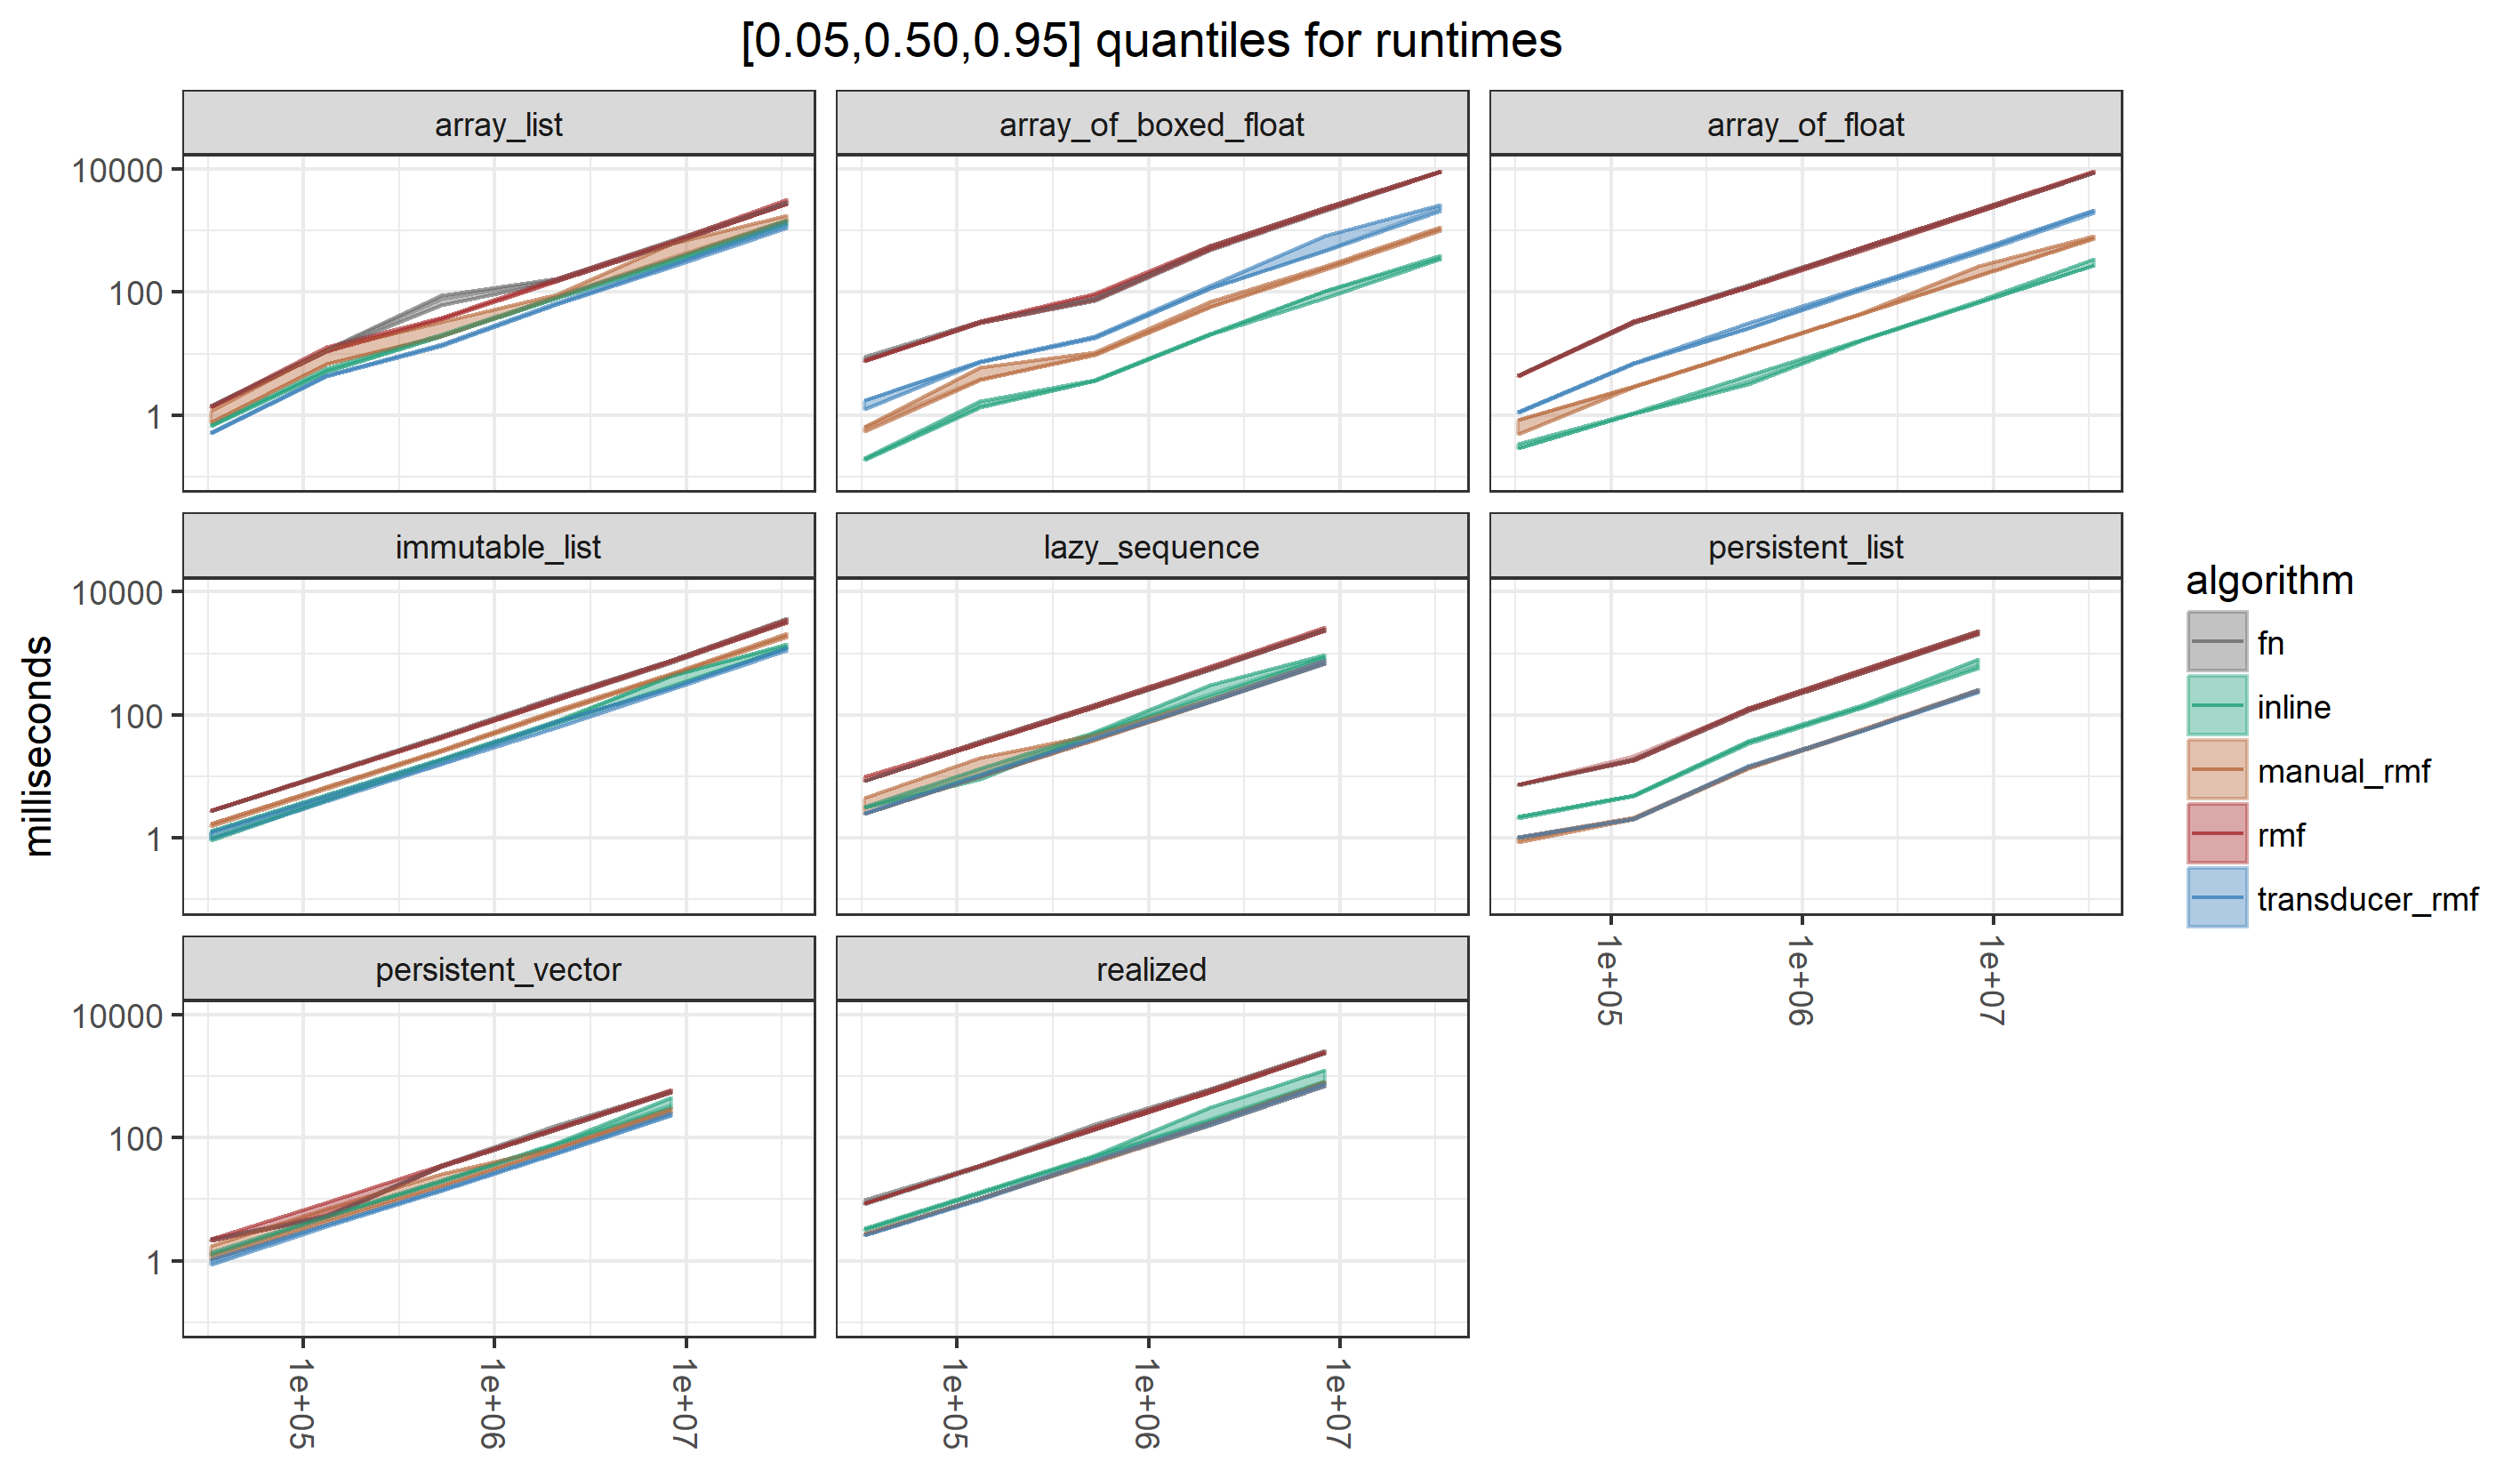 [0.05,0.50,0.95] quantiles for runtimes
array_list
array_of_boxed_float
array_of_float
10000
100
1
immutable_list
lazy_sequence
persistent_list
10000
100
1
milliseconds
1e+05
1e+06
1e+07
algorithm
fn
inline
manual_rmf
rmf
transducer_rmf
persistent_vector
realized
10000
100
1
1e+05
1e+06
1e+07
1e+05
1e+06
1e+07